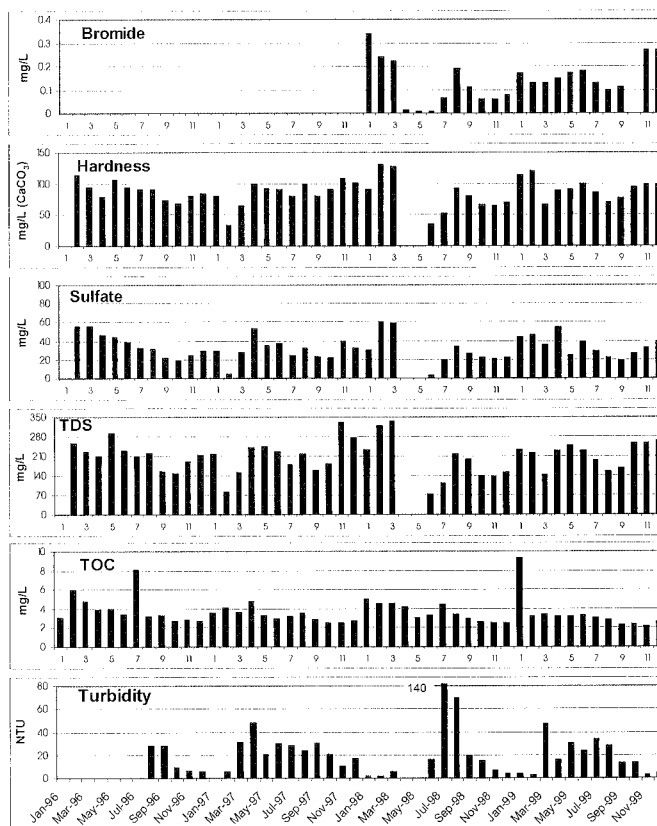 Bromide
mg/L
0.4
0.3
0.2
0.1
0
1 3 5 7 9 11 1 3 5 7 9 11 1 3 5 7 9 11 1 3 5 7 9 11
Hardness
mg/L (CaCO3)
150
100
50
0
1 3 5 7 9 11 1 3 5 7 9 11 1 3 5 7 9 11 1 3 5 7 9 11
Sulfate
mg/L
100
80
60
40
20
0
1 3 5 7 9 11 1 3 5 7 9 11 1 3 5 7 9 11 1 3 5 7 9 11
TDS
mg/L
350
280
210
140
70
0
1 3 5 7 9 11 1 3 5 7 9 11 1 3 5 7 9 11 1 3 5 7 9 11
TOC
mg/L
10
8
6
4
2
0
1 3 5 7 9 11 1 3 5 7 9 11 1 3 5 7 9 11 1 3 5 7 9 11
Turbidity
140
NTU
80
60
40
20
0
Jan-96 Mar-96 May-96 Jul-96 Sep-96 Nov-96 Jan-97 Mar-97 May-97 Jul-97 Sep-97 Nov-97 Jan-98 Mar-98 May-98 Jul-98 Sep-98 Nov-98 Jan-99 Mar-99 May-99 Jul-99 Sep-99 Nov-99